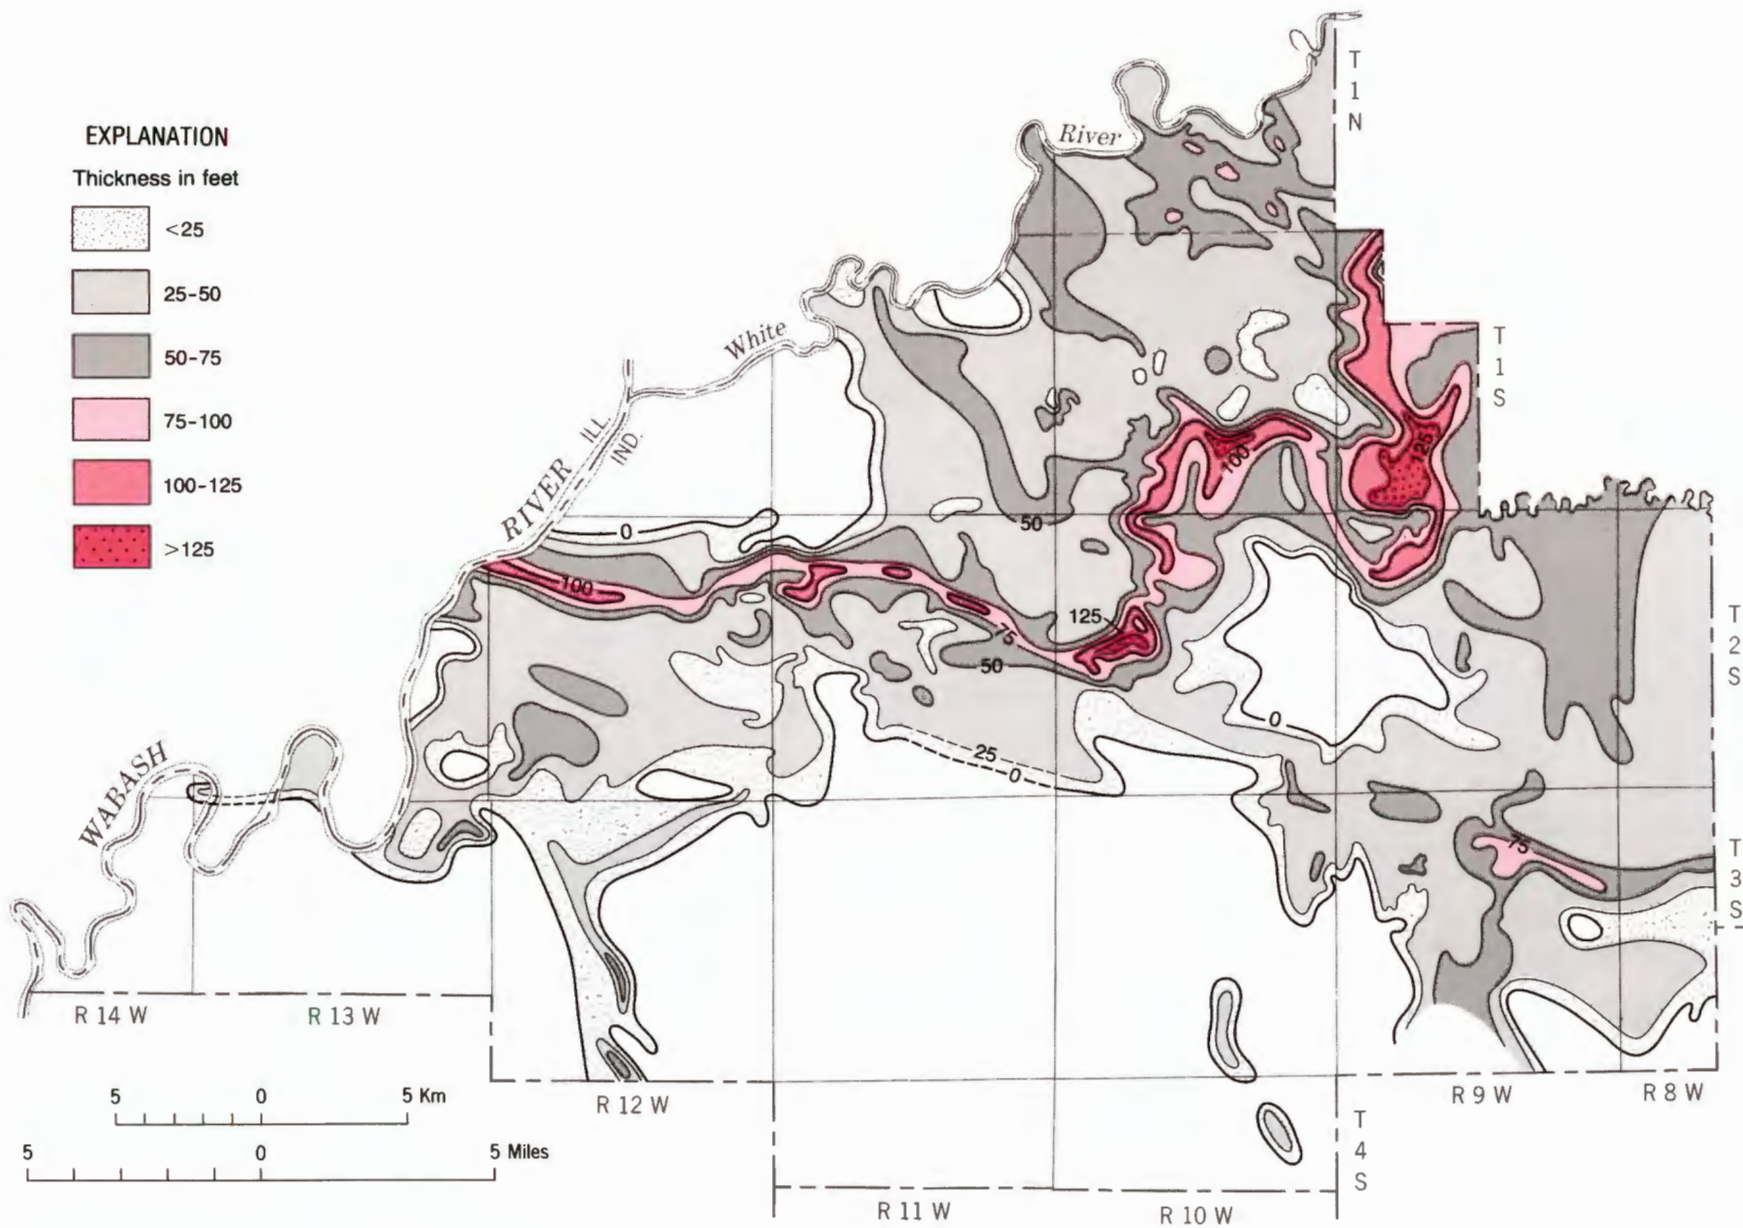 EXPLANATION
Thickness in feet
<25
25-50
50-75
75-100
100-125
>125
River
White
RIVER
ILL
IND.
WABASH
T
1
N
T
1
S
T
2
S
T
3
S
T
4
S
0
100
50
100
125
125
75
50
0
25
0
75
R 14 W
R 13 W
R 12 W
R 11 W
R 10 W
R 9 W
R 8 W
5 0 5 Km
5 0 5 Miles